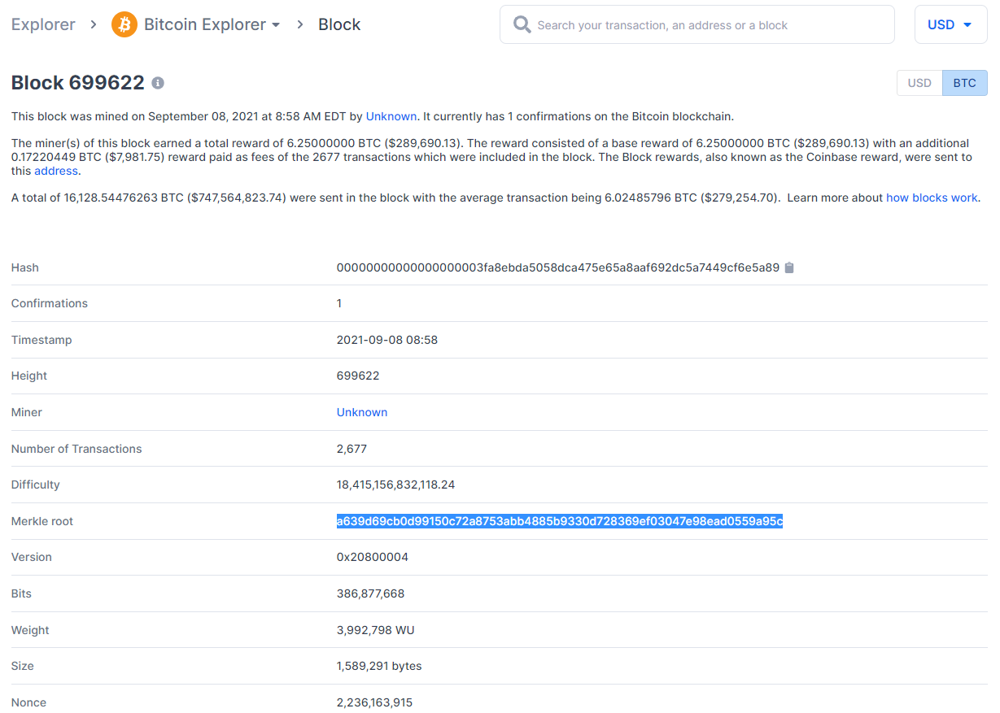 Explorer > Bitcoin Explorer > Block
Search your transaction, an address or a block
USD
Block 699622
USD BTC
This block was mined on September 08, 2021 at 8:58 AM EDT by Unknown. It currently has 1 confirmations on the Bitcoin blockchain.
The miner(s) of this block earned a total reward of 6.25000000 BTC ($289,690.13). The reward consisted of a base reward of 6.25000000 BTC ($289,690.13) with an additional
0.17220449 BTC ($7,981.75) reward paid as fees of the 2677 transactions which were included in the block. The Block rewards, also known as the Coinbase reward, were sent to
this address.
A total of 16,128.54476263 BTC ($747,564,823.74) were sent in the block with the average transaction being 6.02485796 BTC ($279,254.70).  Learn more about how blocks work.
Hash 00000000000000000003fa8ebda5058dca475e65a8aaf692dc5a7449cf6e5a89
Confirmations 1
Timestamp 2021-09-08 08:58
Height 699622
Miner Unknown
Number of Transactions 2,677
Difficulty 18,415,156,832,118.24
Merkle root a639d69cb0d99150c72a8753abb4885b9330d728369ef03047e98ead0559a95c
Version 0x20800004
Bits 386,877,668
Weight 3,992,798 WU
Size 1,589,291 bytes
Nonce 2,236,163,915